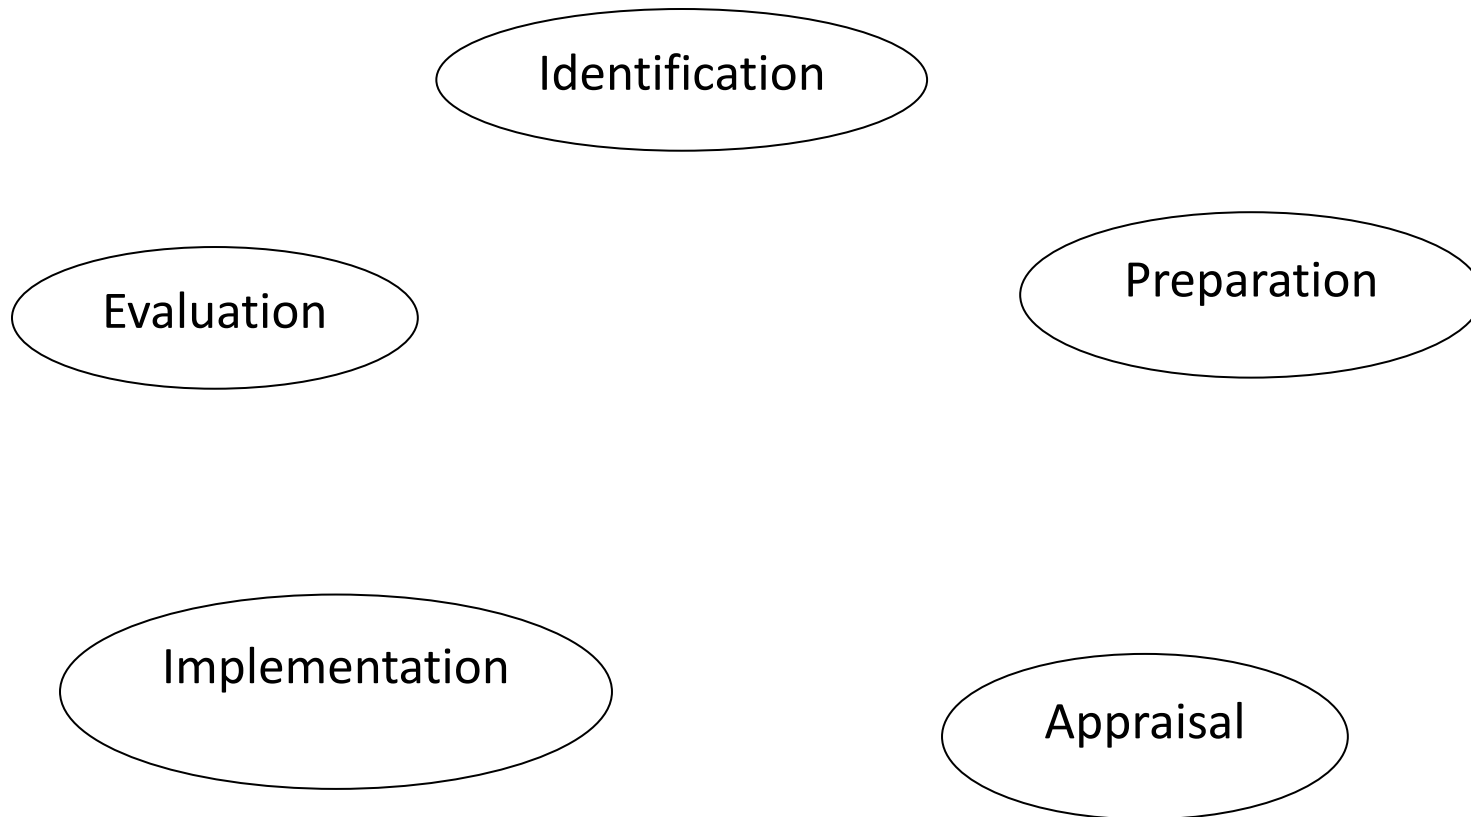 Identification
Preparation
Evaluation
Implementation
Appraisal